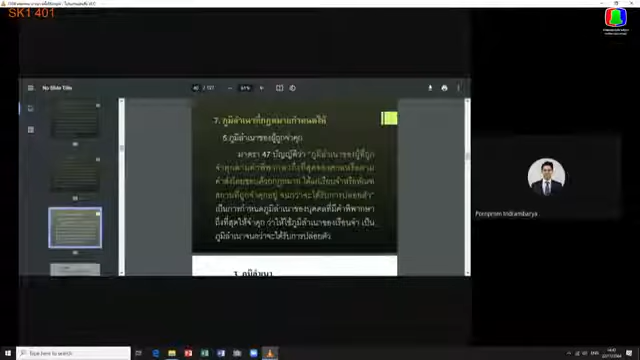 SK1 401
No Slide Title
7. ภูมิลำเนาที่กฎหมายกำหนดให้
5.ภูมิลำเนาของผู้ถูกจำคุก
มาตรา 47 บัญญัติว่า "ภูมิลำเนาของผู้ที่ถูก
จำคุกตามคำพิพากษาถึงที่สุดของศาลหรือตาม
คำสั่งโดยชอบด้วยกฎหมาย ได้แก่เรือนจำหรือทัณฑ
สถานที่ถูกจำคุกอยู่ จนกว่าจะได้รับการปล่อยตัว"
เป็นการกำหนดภูมิลำเนาของบุคคลที่มีคำพิพากษา
ถึงที่สุดให้จำคุก ว่าให้ใช้ภูมิลำเนาของเรือนจำ เป็น
ภูมิลำเนาจนกว่าจะได้รับการปล่อยตัว
3. ภูมิลำเนา
Pornprom Indrambarya
Type here to search